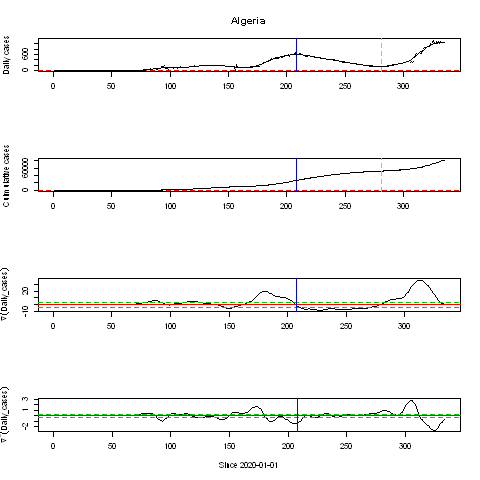 Algeria
Daily cases
0 600
0 50 100 150 200 250 300
Cumulative cases
0 60000
0 50 100 150 200 250 300
∇(Daily_cases)
-10 20
0 50 100 150 200 250 300
∇²(Daily_cases)
-2 1 3
0 50 100 150 200 250 300
Since 2020-01-01